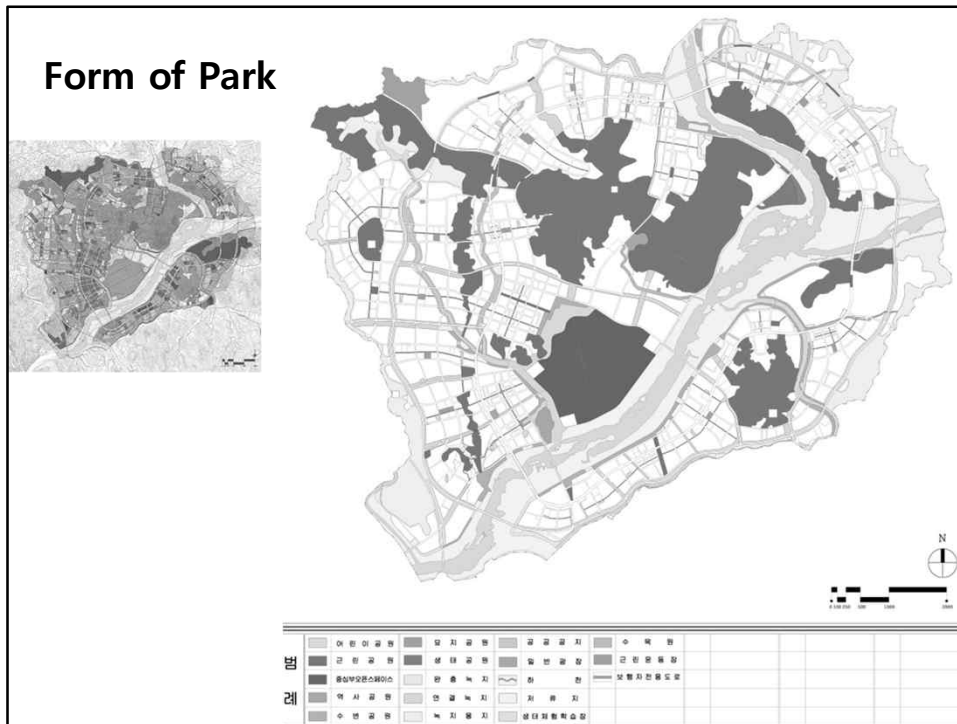 Form of Park
N
범례
어린이공원
묘지공원
공공공지
수목원
근린공원
생태공원
일반광장
근린운동장
중심부오픈스페이스
완충녹지
하천
보행자전용도로
역사공원
연결녹지
저류지
수변공원
녹지용지
생태체험학습장